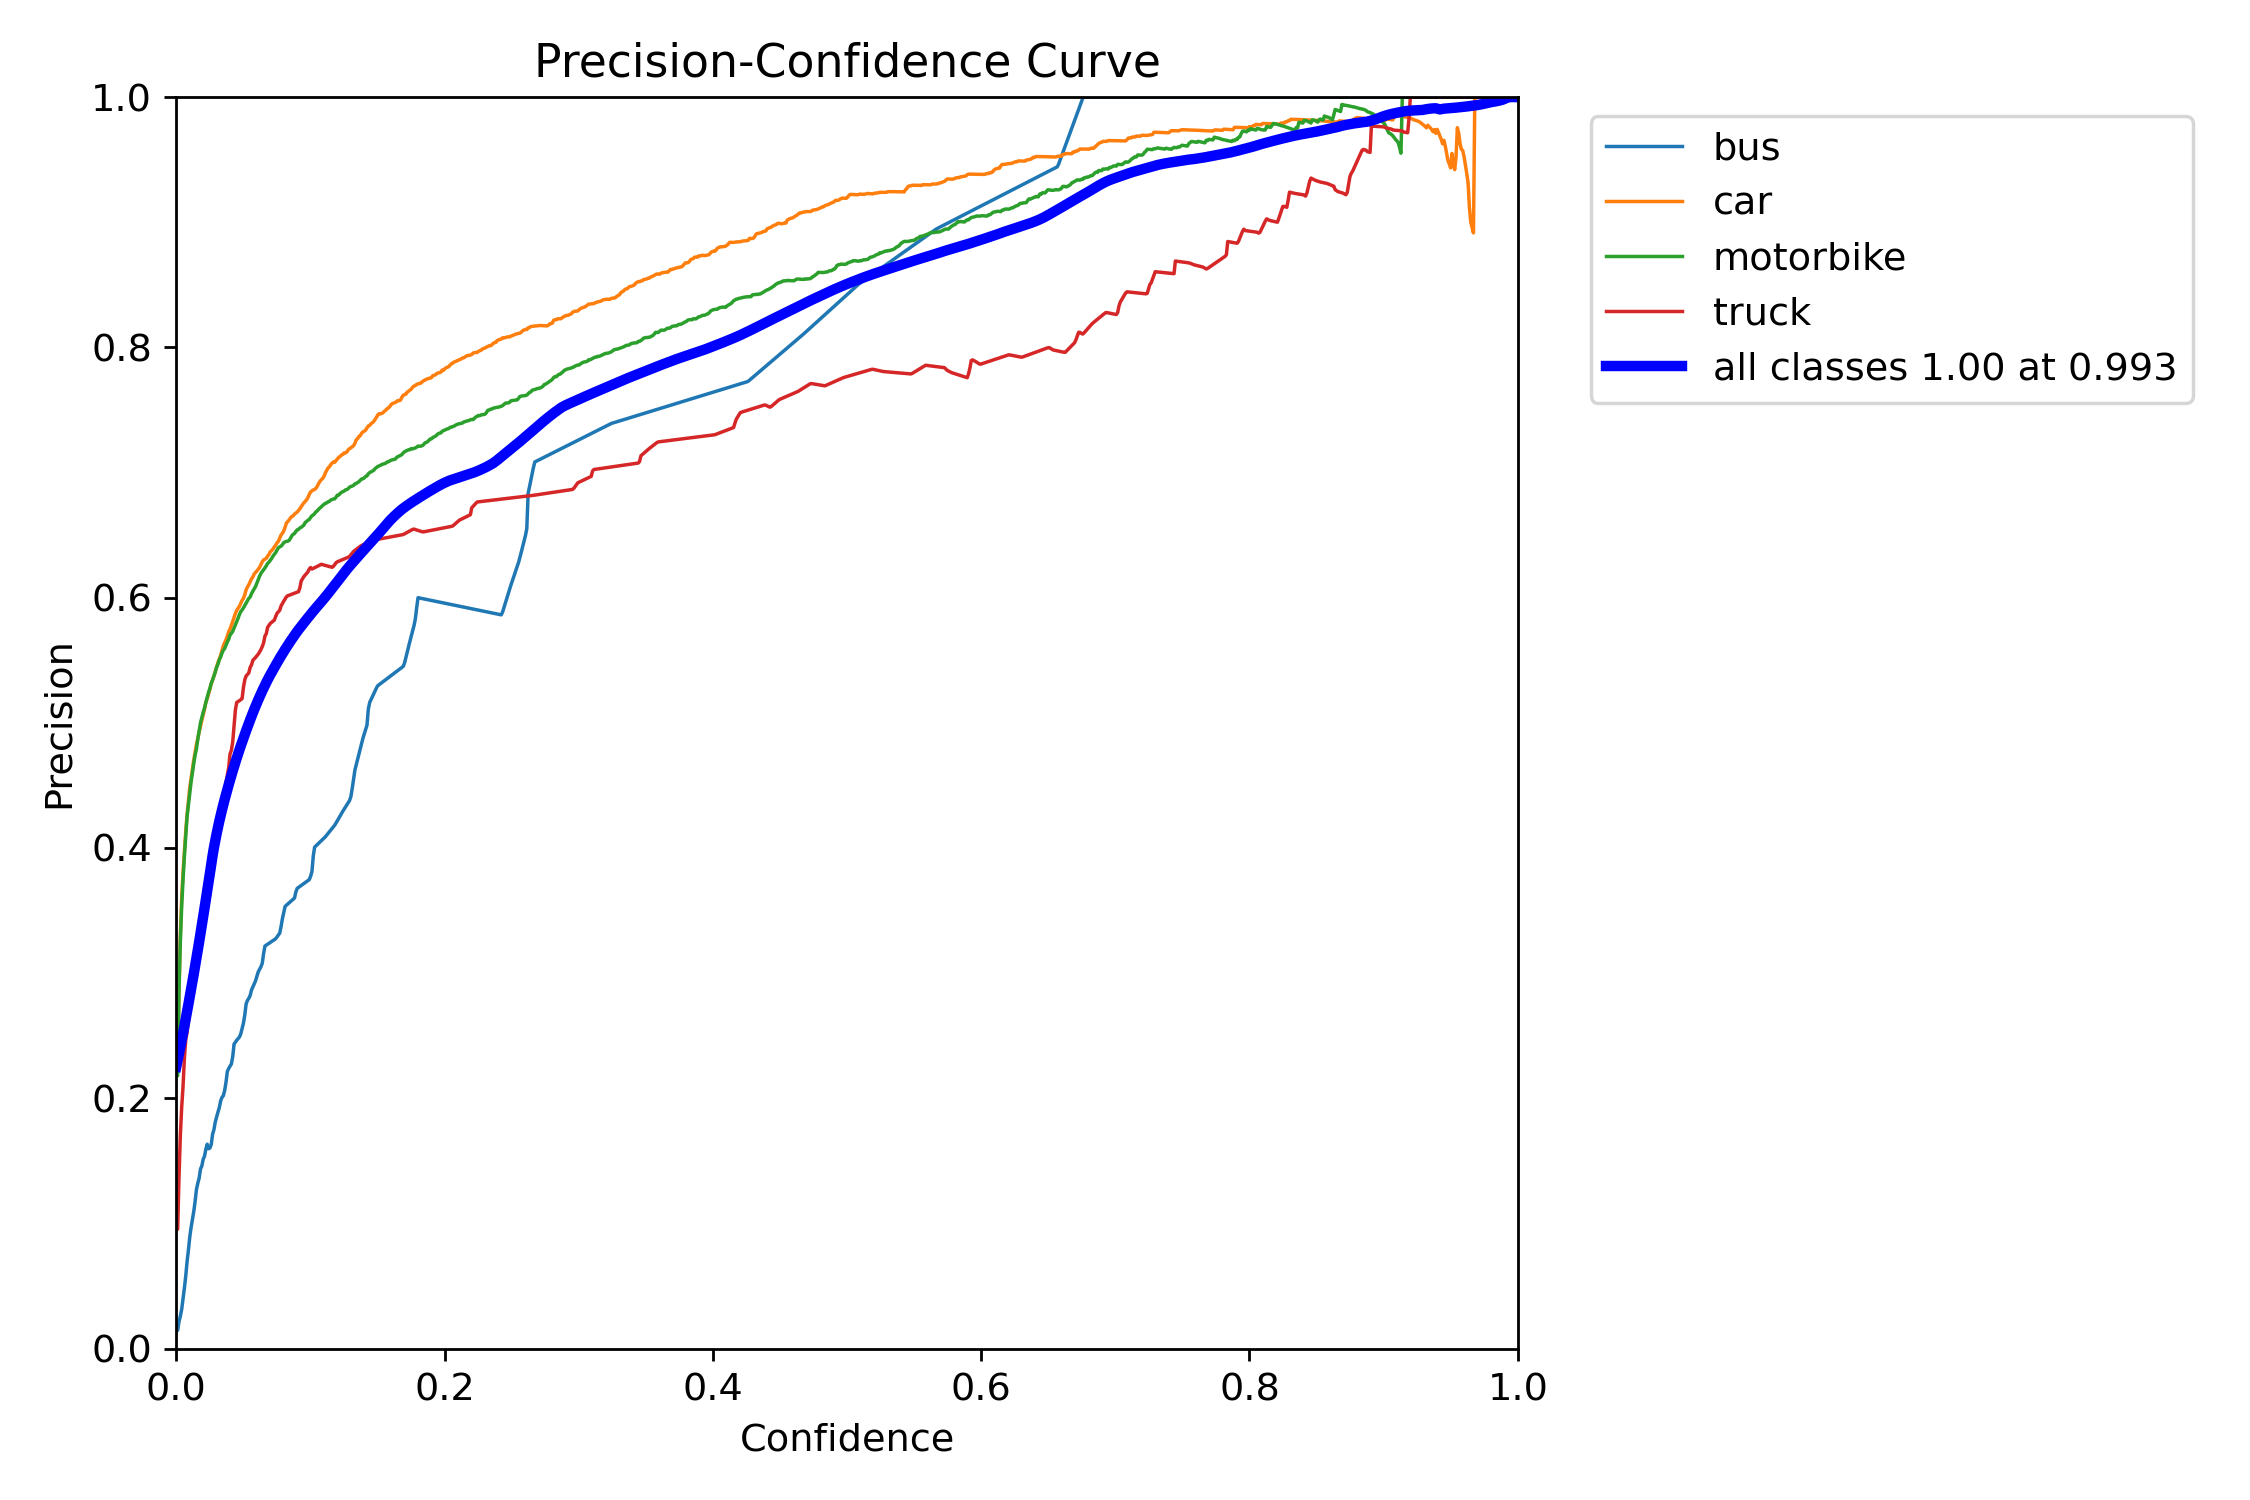 Precision-Confidence Curve
1.0
0.8
0.6
0.4
0.2
0.0
Precision
0.0 0.2 0.4 0.6 0.8 1.0
Confidence
bus
car
motorbike
truck
all classes 1.00 at 0.993